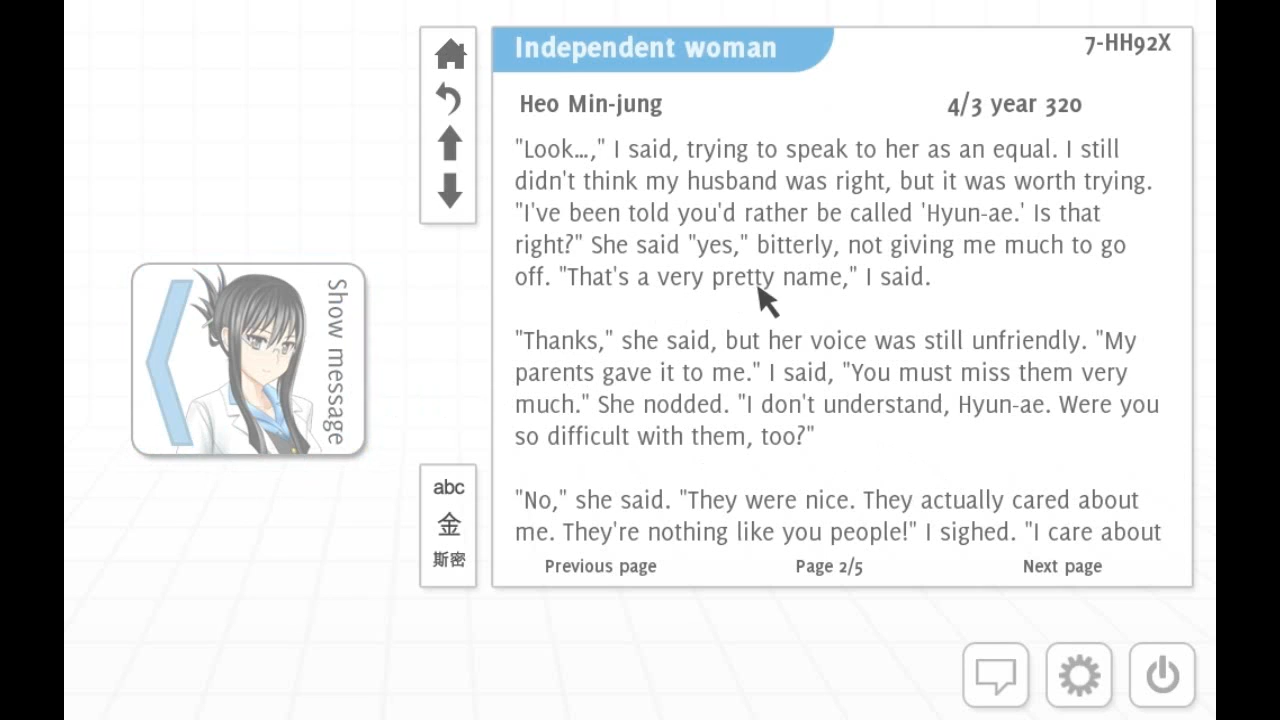 Independent woman
7-HH92X
Heo Min-jung
4/3 year 320
"Look…," I said, trying to speak to her as an equal. I still
didn't think my husband was right, but it was worth trying.
"I've been told you'd rather be called 'Hyun-ae.' Is that
right?" She said "yes," bitterly, not giving me much to go
off. "That's a very pretty name," I said.
"Thanks," she said, but her voice was still unfriendly. "My
parents gave it to me." I said, "You must miss them very
much." She nodded. "I don't understand, Hyun-ae. Were you
so difficult with them, too?"
"No," she said. "They were nice. They actually cared about
me. They're nothing like you people!" I sighed. "I care about
Previous page
Page 2/5
Next page
Show message
abc
金
斯密